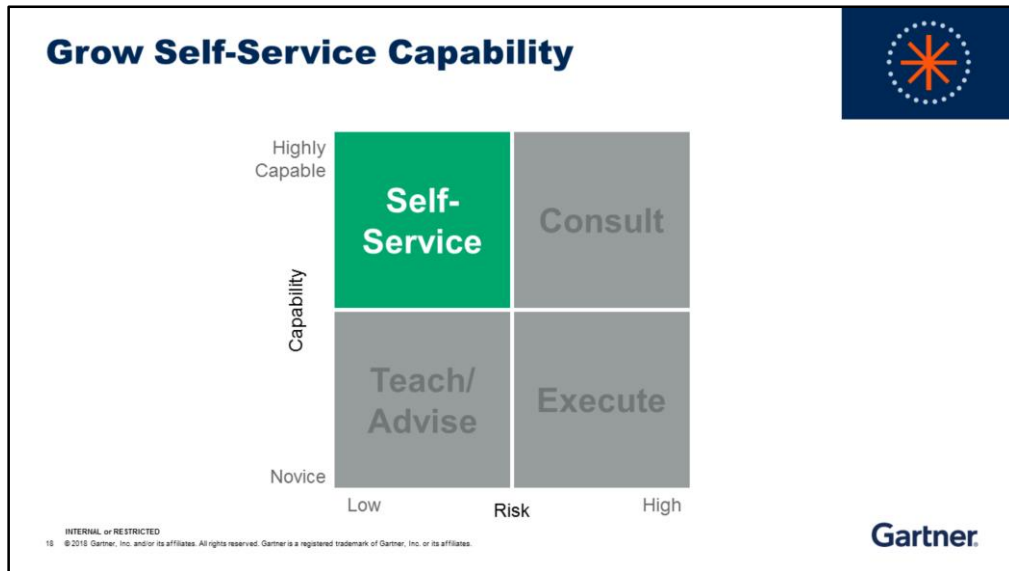 Grow Self-Service Capability
Highly
Capable
Self-
Service
Consult
Capability
Teach/
Advise
Execute
Novice
Low
Risk
High
INTERNAL or RESTRICTED
18 © 2018 Gartner, Inc. and/or its affiliates. All rights reserved. Gartner is a registered trademark of Gartner, Inc. or its affiliates.
Gartner